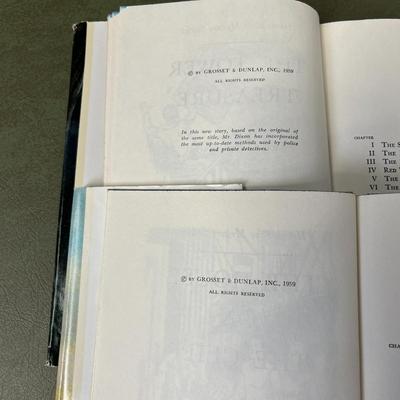 © BY GROSSET & DUNLAP, INC., 1959
ALL RIGHTS RESERVED
In this new story, based on the original of
the same title, Mr. Dixon has incorporated
the most up-to-date methods used by police
and private detectives.
CHAPTER
I THE
II THE
III THE
IV RED
V THE
VI THE
© BY GROSSET & DUNLAP, INC., 1959
ALL RIGHTS RESERVED